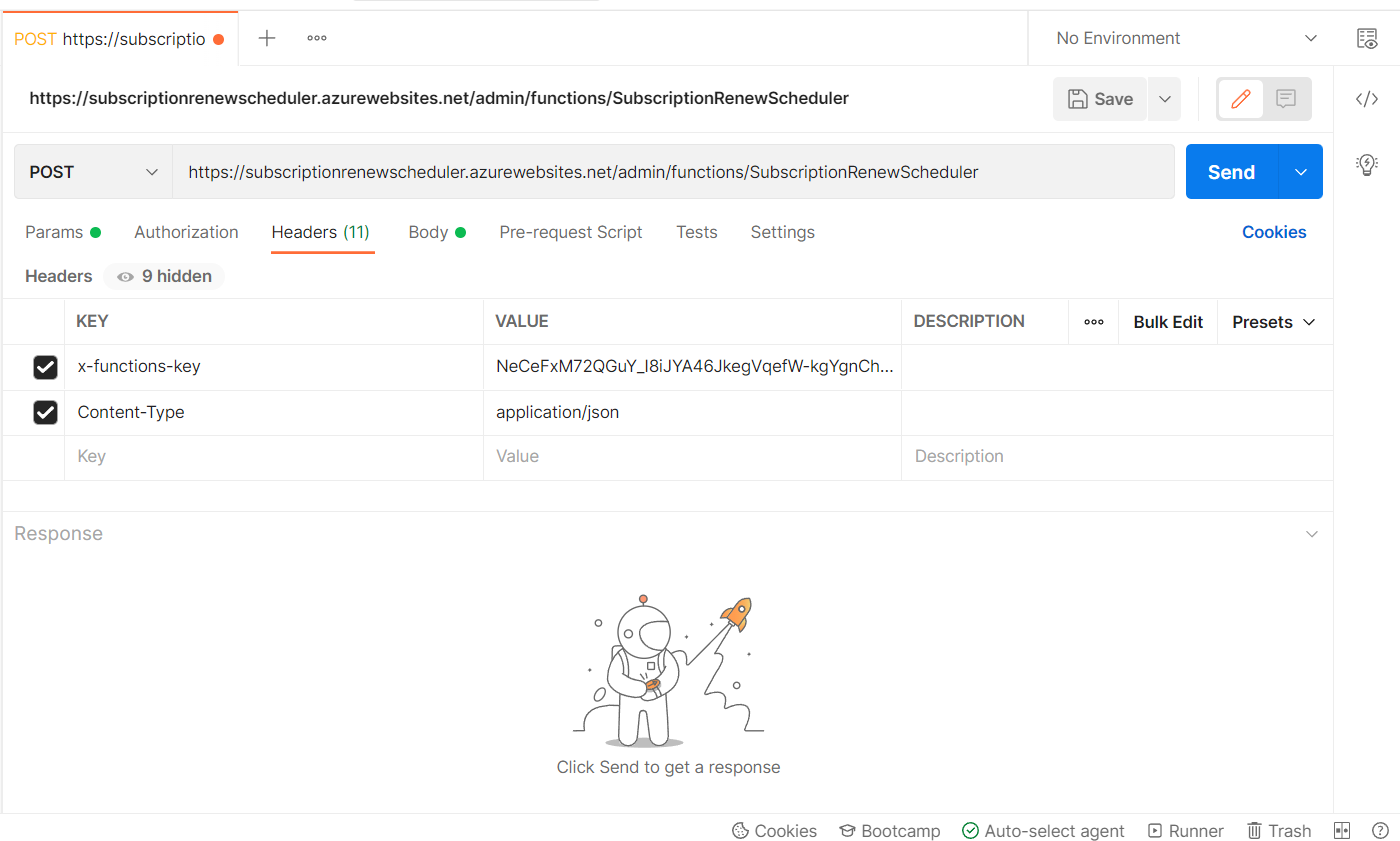 POST https://subscriptio
No Environment
https://subscriptionrenewscheduler.azurewebsites.net/admin/functions/SubscriptionRenewScheduler
Save
POST
https://subscriptionrenewscheduler.azurewebsites.net/admin/functions/SubscriptionRenewScheduler
Send
Params Authorization Headers (11) Body Pre-request Script Tests Settings Cookies
Headers 9 hidden
KEY VALUE DESCRIPTION Bulk Edit Presets
x-functions-key NeCeFxM72QGuY_I8iJYA46JkegVqefW-kgYgnCh...
Content-Type application/json
Key Value Description
Response
Click Send to get a response
Cookies Bootcamp Auto-select agent Runner Trash